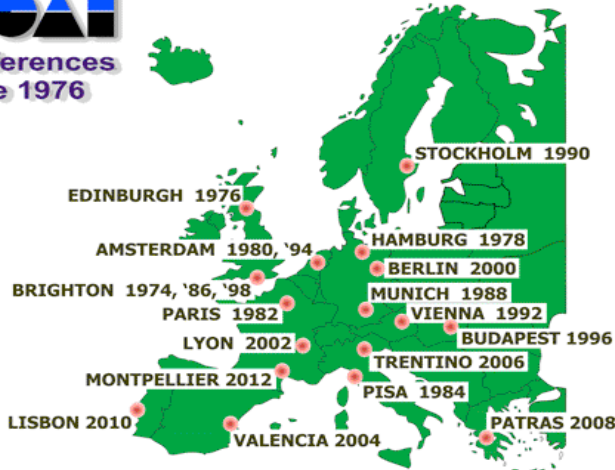 ferences
e 1976
STOCKHOLM 1990
EDINBURGH 1976
HAMBURG 1978
AMSTERDAM 1980, ‘94
BERLIN 2000
BRIGHTON 1974, ‘86, ‘98
MUNICH 1988
PARIS 1982
VIENNA 1992
BUDAPEST 1996
LYON 2002
TRENTINO 2006
MONTPELLIER 2012
PISA 1984
LISBON 2010
PATRAS 2008
VALENCIA 2004